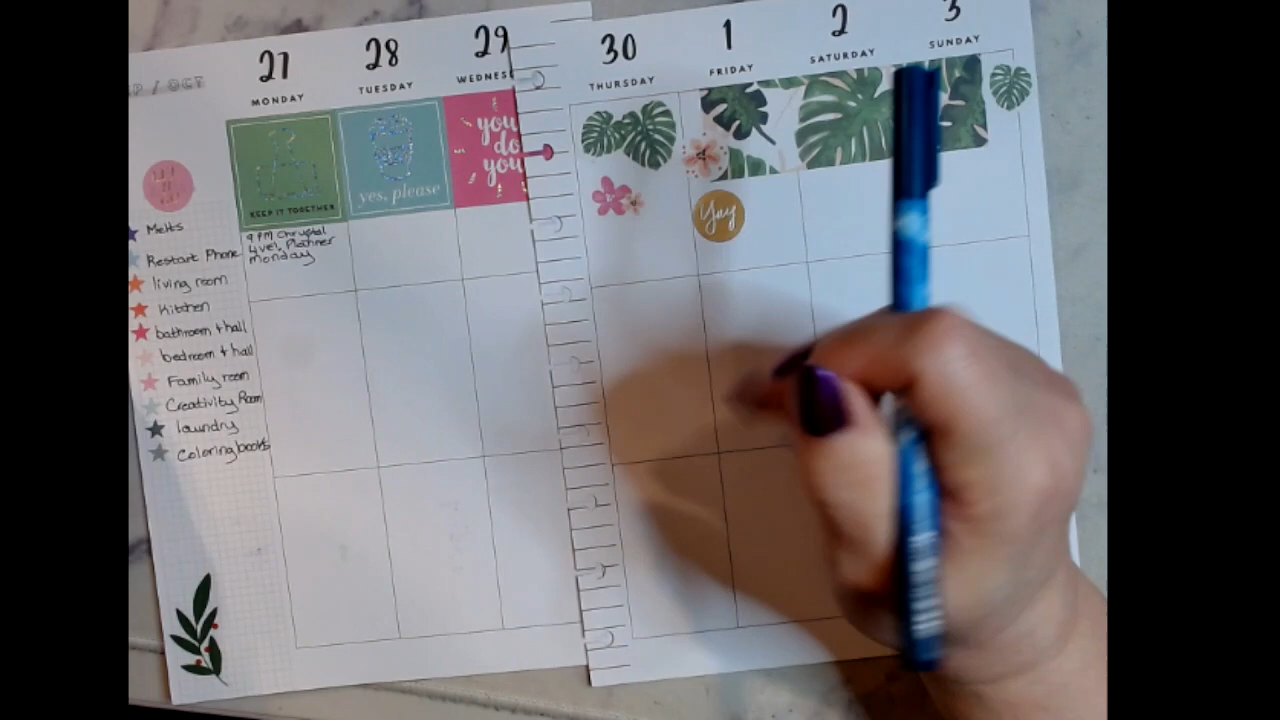 27
28
29
30
1
2
3
MONDAY
TUESDAY
WEDNES
THURSDAY
FRIDAY
SATURDAY
SUNDAY
P / OCT
KEEP IT TOGETHER
yes, please
you
do
you
Yay
9 PM
live!, Planner
monday
Melts
Restart Phone
living room
Kitchen
bathroom + hall
bedroom + hall
Family room
Creativity Room
laundry
Coloring books